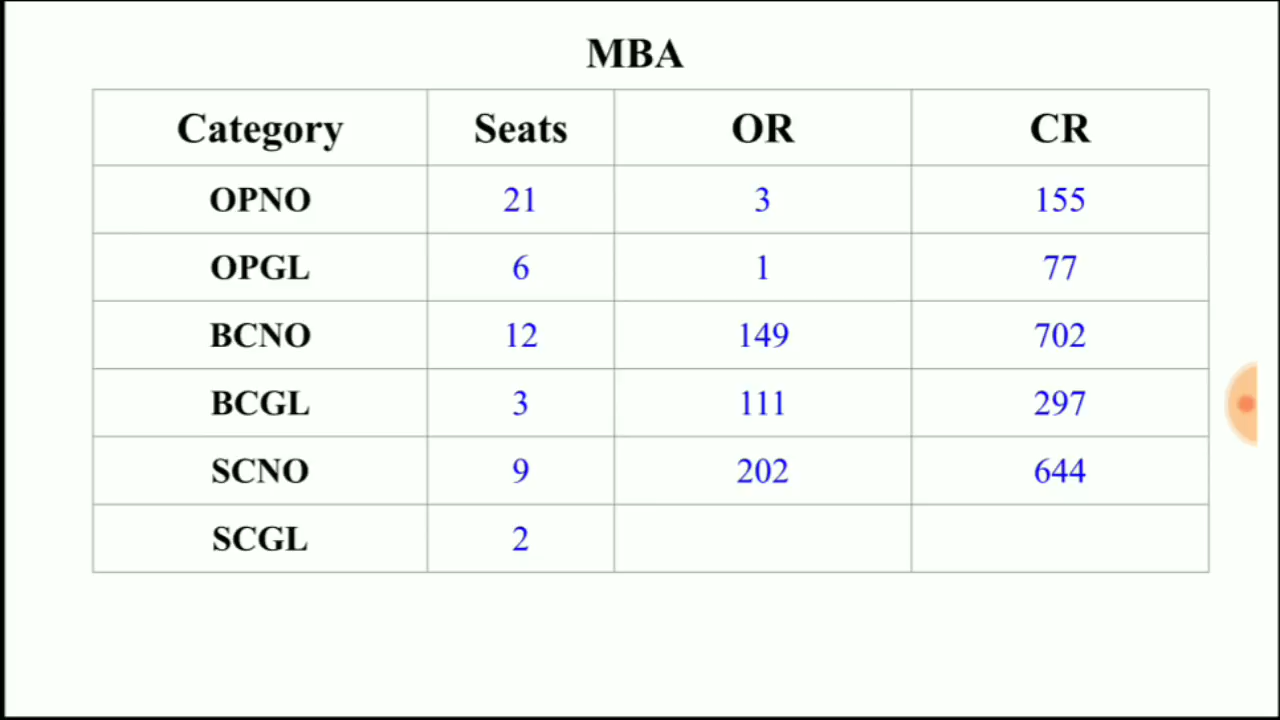 MBA
Category Seats OR CR
OPNO 21 3 155
OPGL 6 1 77
BCNO 12 149 702
BCGL 3 111 297
SCNO 9 202 644
SCGL 2